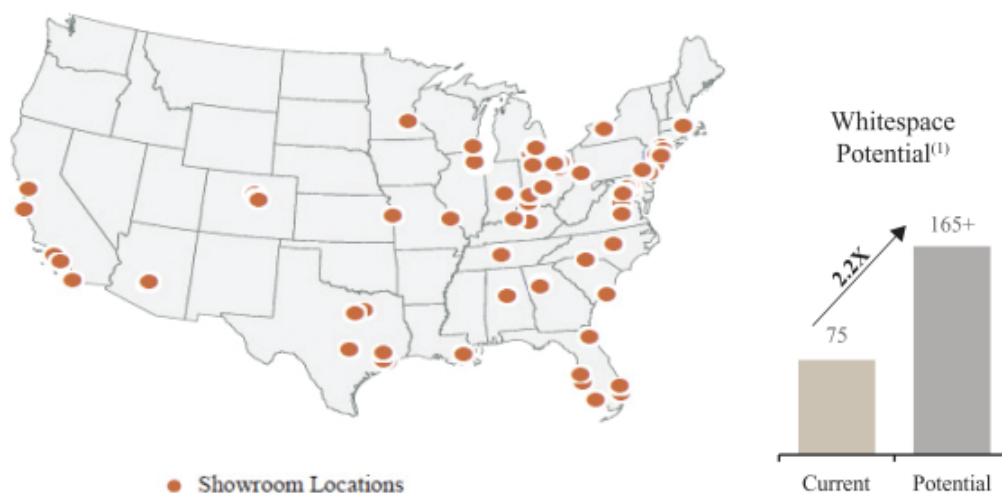 Whitespace
Potential(1)
165+
2.2X
75
Current
Potential
Showroom Locations